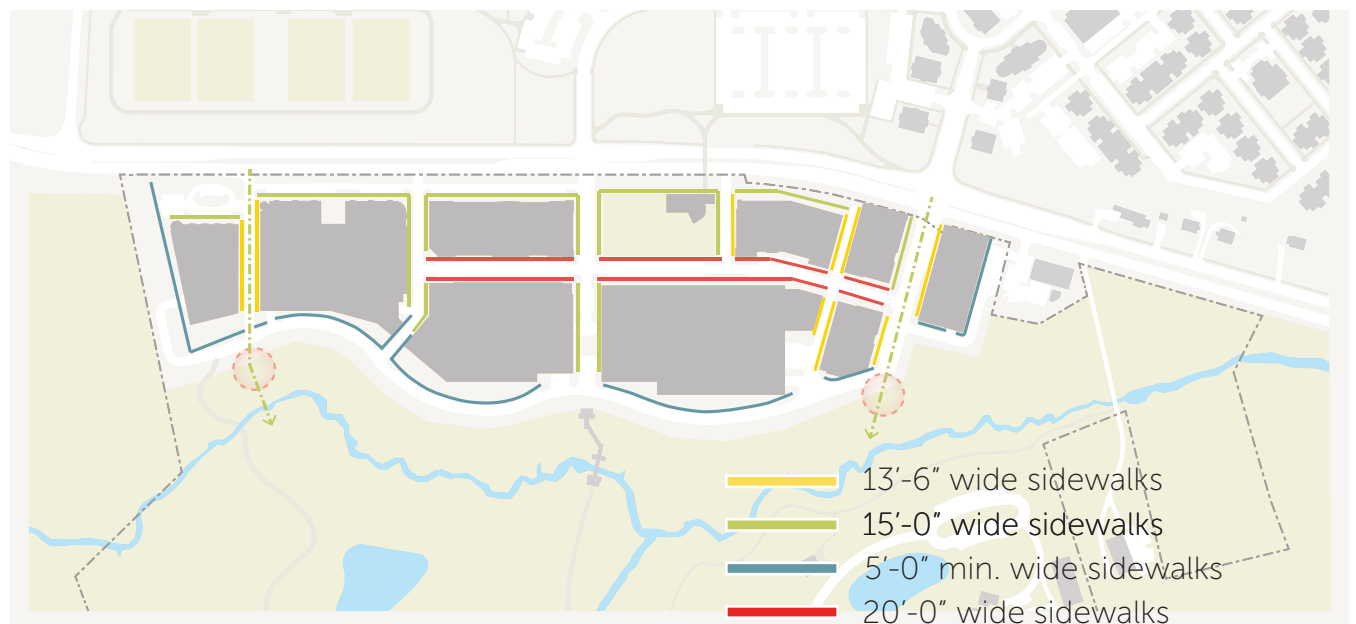 13'-6" wide sidewalks
15'-0" wide sidewalks
5'-0" min. wide sidewalks
20'-0" wide sidewalks